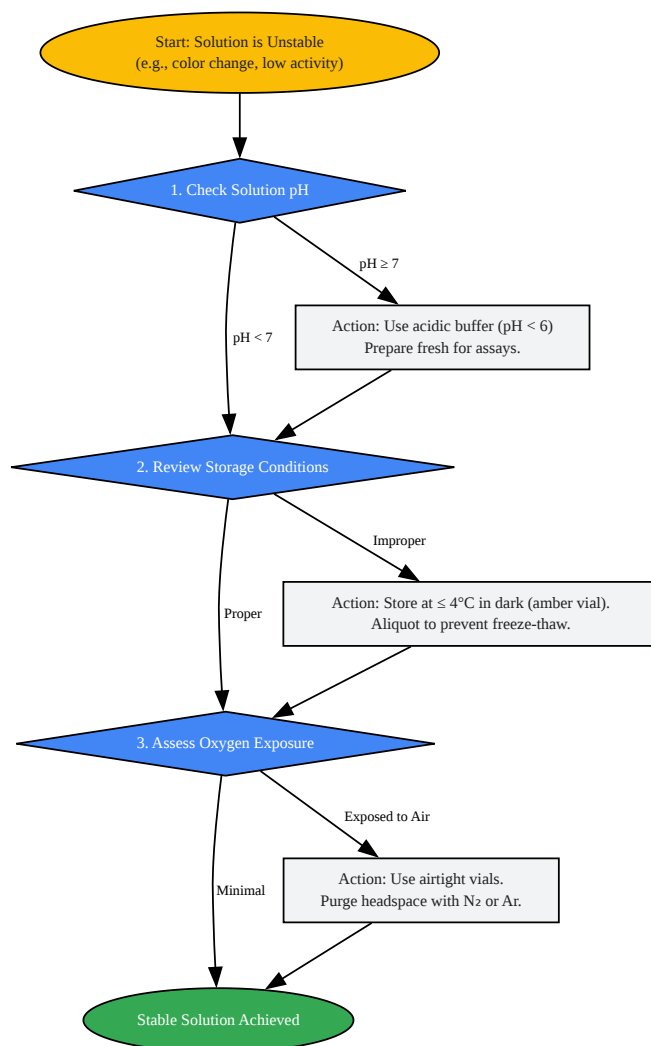 Start: Solution is Unstable
(e.g., color change, low activity)
1. Check Solution pH
pH ≥ 7
Action: Use acidic buffer (pH < 6)
Prepare fresh for assays.
pH < 7
2. Review Storage Conditions
Improper
Action: Store at ≤ 4°C in dark (amber vial).
Aliquot to prevent freeze-thaw.
Proper
3. Assess Oxygen Exposure
Exposed to Air
Action: Use airtight vials.
Purge headspace with N₂ or Ar.
Minimal
Stable Solution Achieved